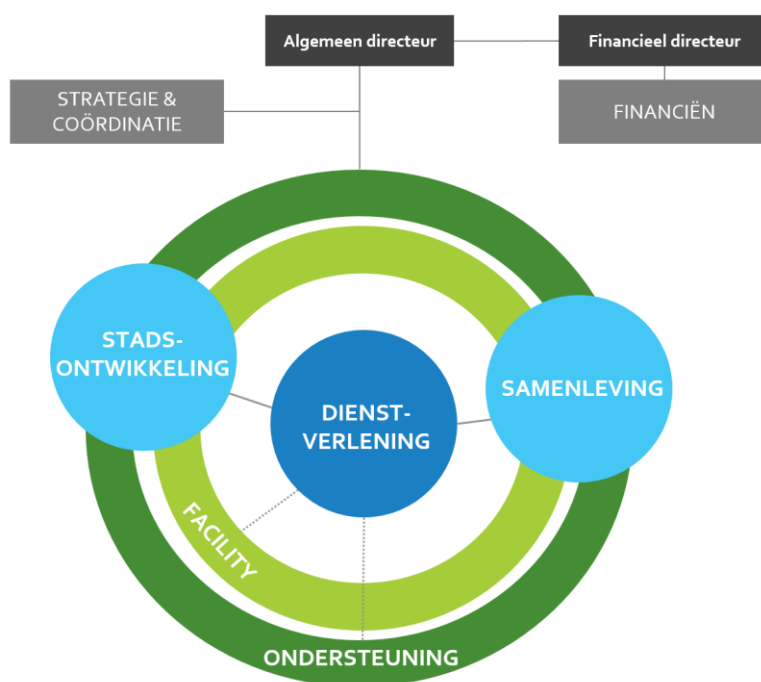 Algemeen directeur
Financieel directeur
STRATEGIE &
COÖRDINATIE
FINANCIËN
STADS-
ONTWIKKELING
SAMENLEVING
DIENST-
VERLENING
FACILITY
ONDERSTEUNING